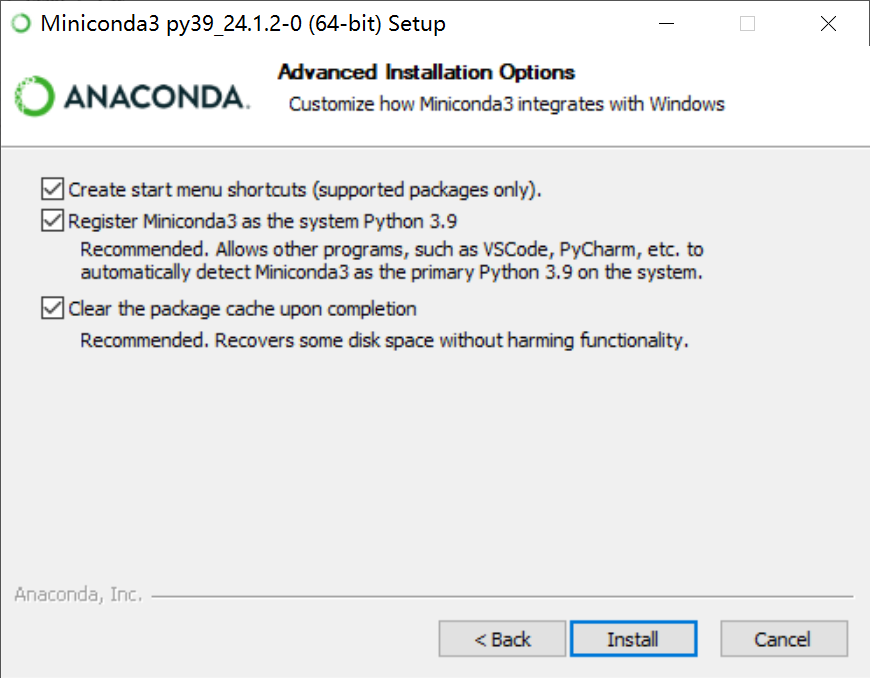 Miniconda3 py39_24.1.2-0 (64-bit) Setup
ANACONDA.
Advanced Installation Options
Customize how Miniconda3 integrates with Windows
Create start menu shortcuts (supported packages only).
Register Miniconda3 as the system Python 3.9
Recommended. Allows other programs, such as VSCode, PyCharm, etc. to
automatically detect Miniconda3 as the primary Python 3.9 on the system.
Clear the package cache upon completion
Recommended. Recovers some disk space without harming functionality.
Anaconda, Inc.
< Back
Install
Cancel